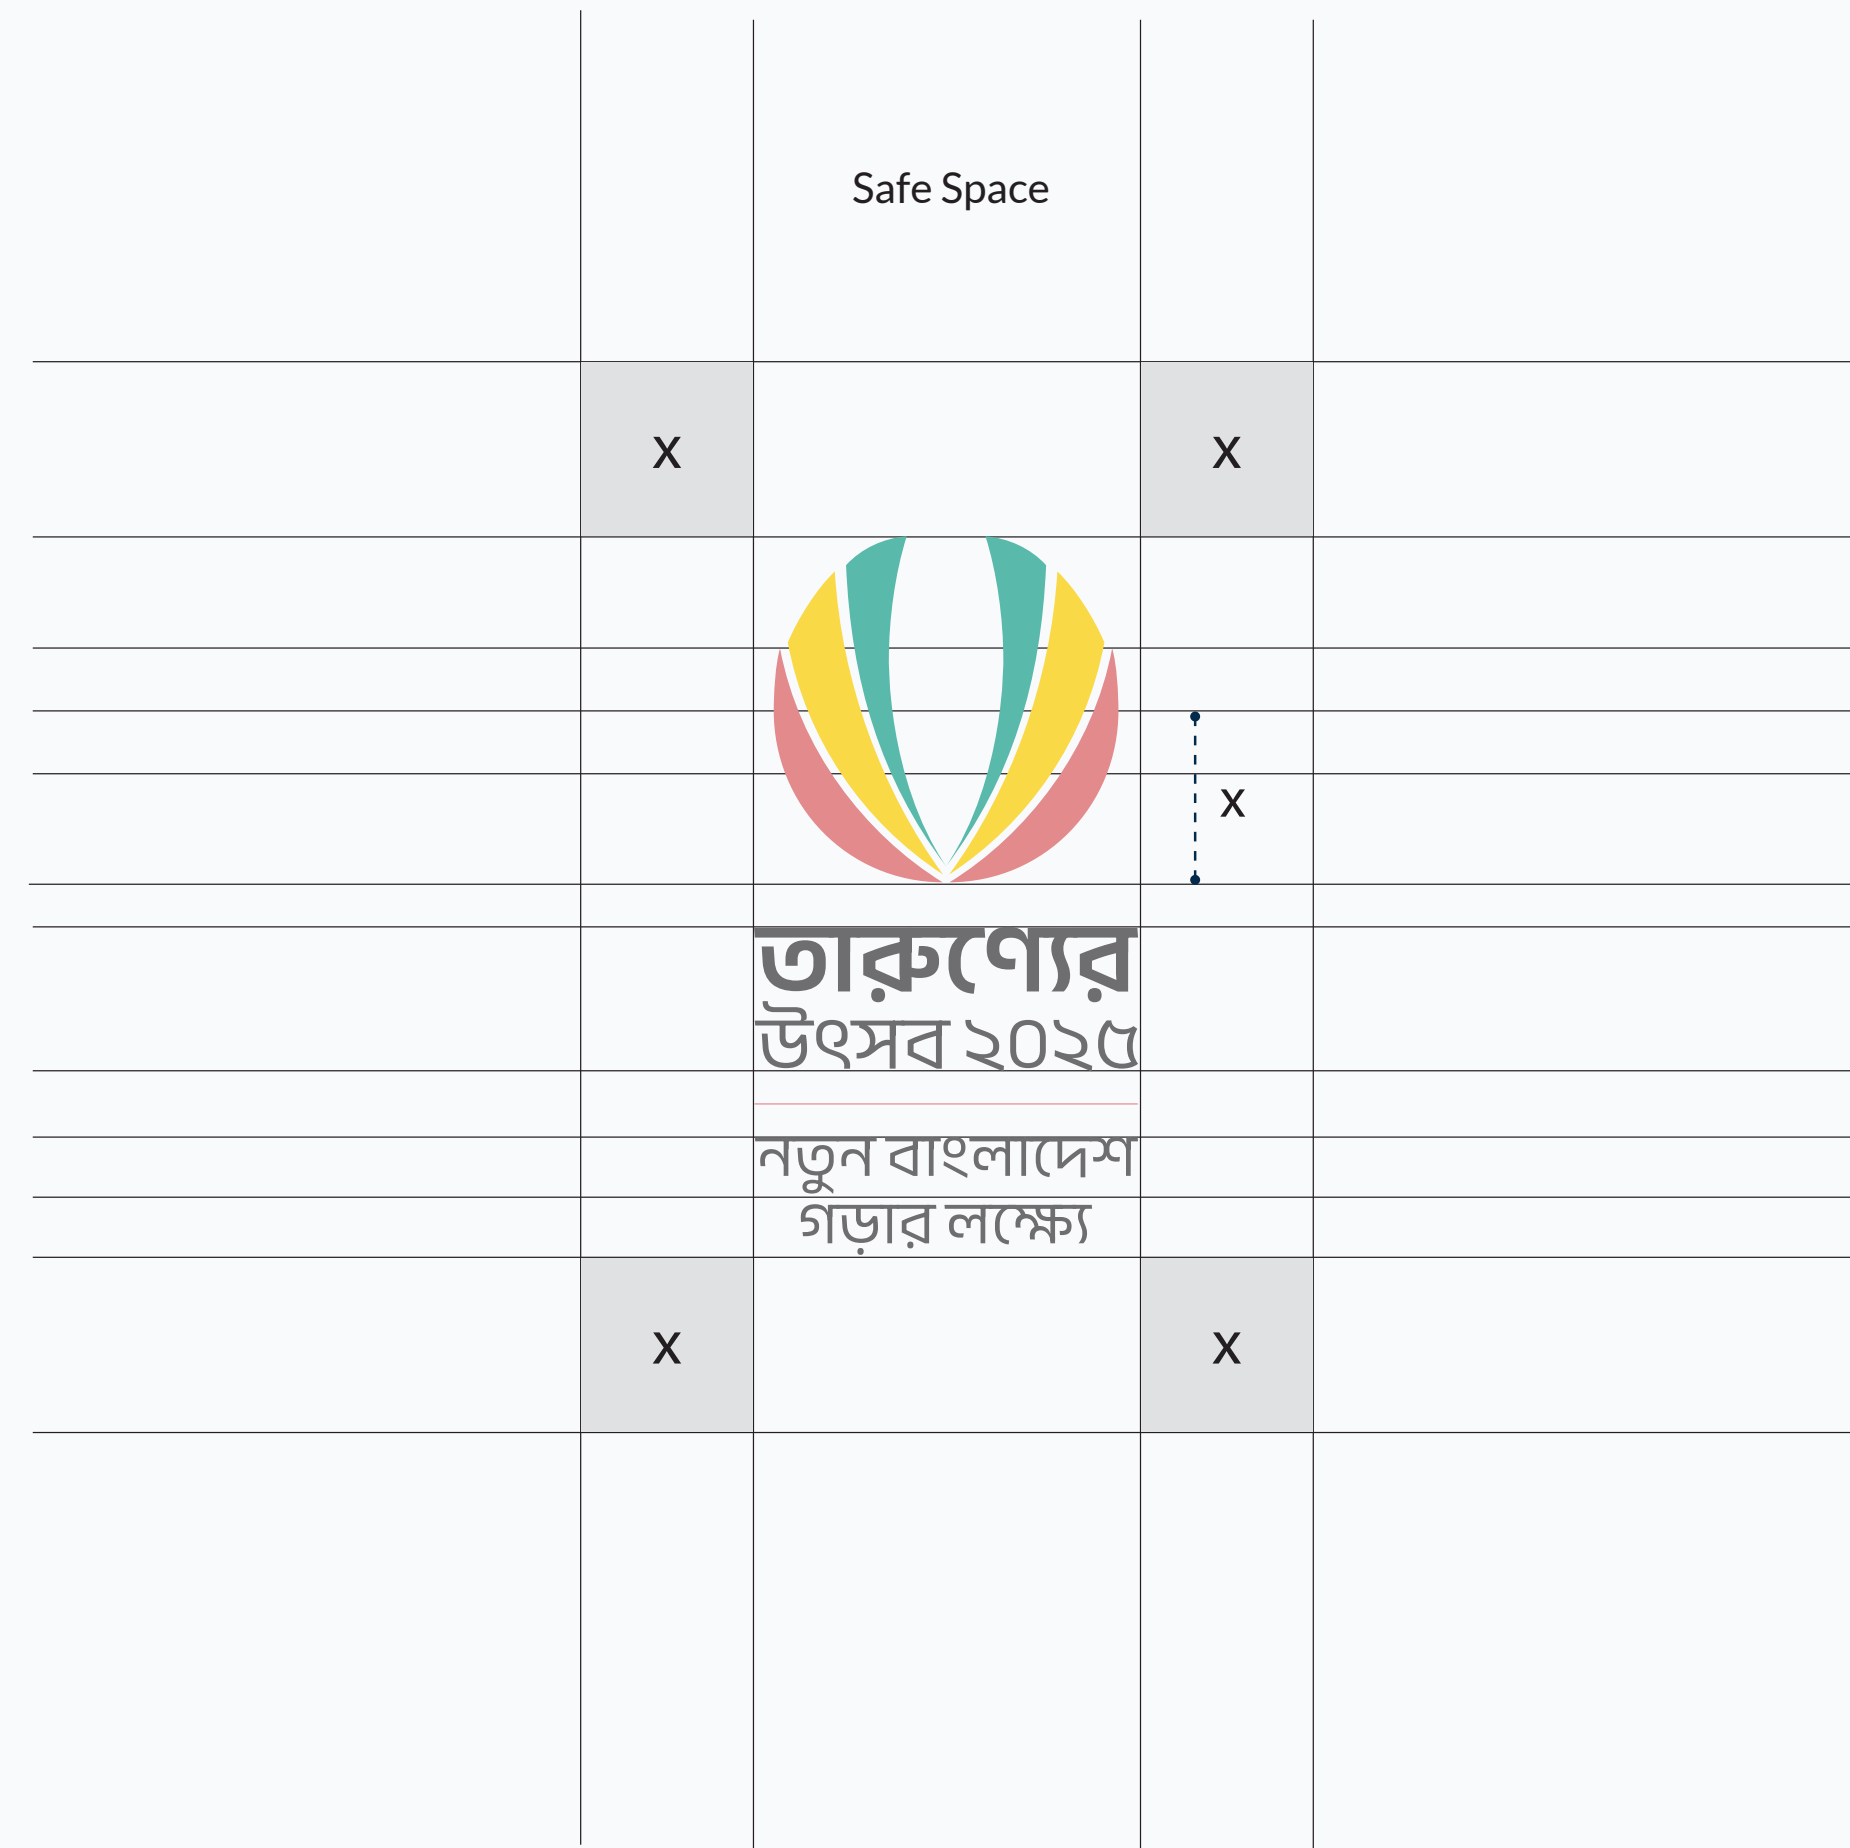 Safe Space
X X
X
তারুণ্যের
উৎসব ২০২৫
নতুন বাংলাদেশ
গড়ার লক্ষ্যে
X X